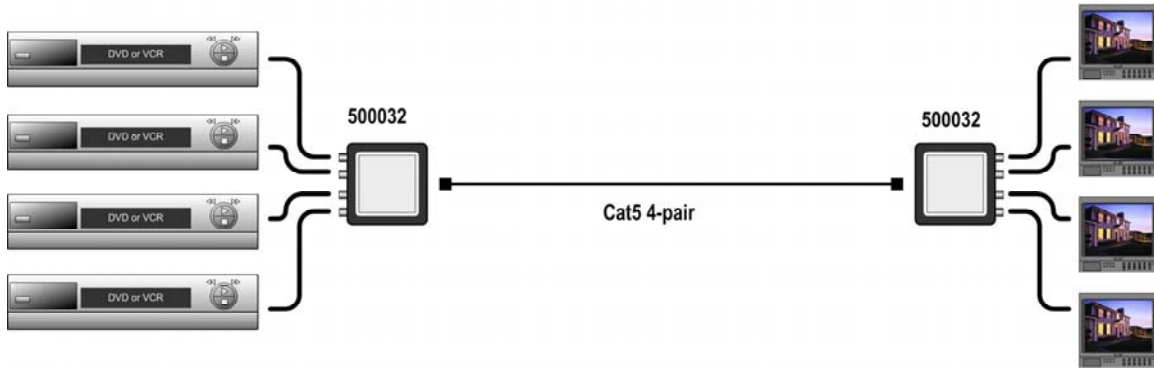 DVD or VCR
500032
500032
DVD or VCR
Cat5 4-pair
DVD or VCR
DVD or VCR